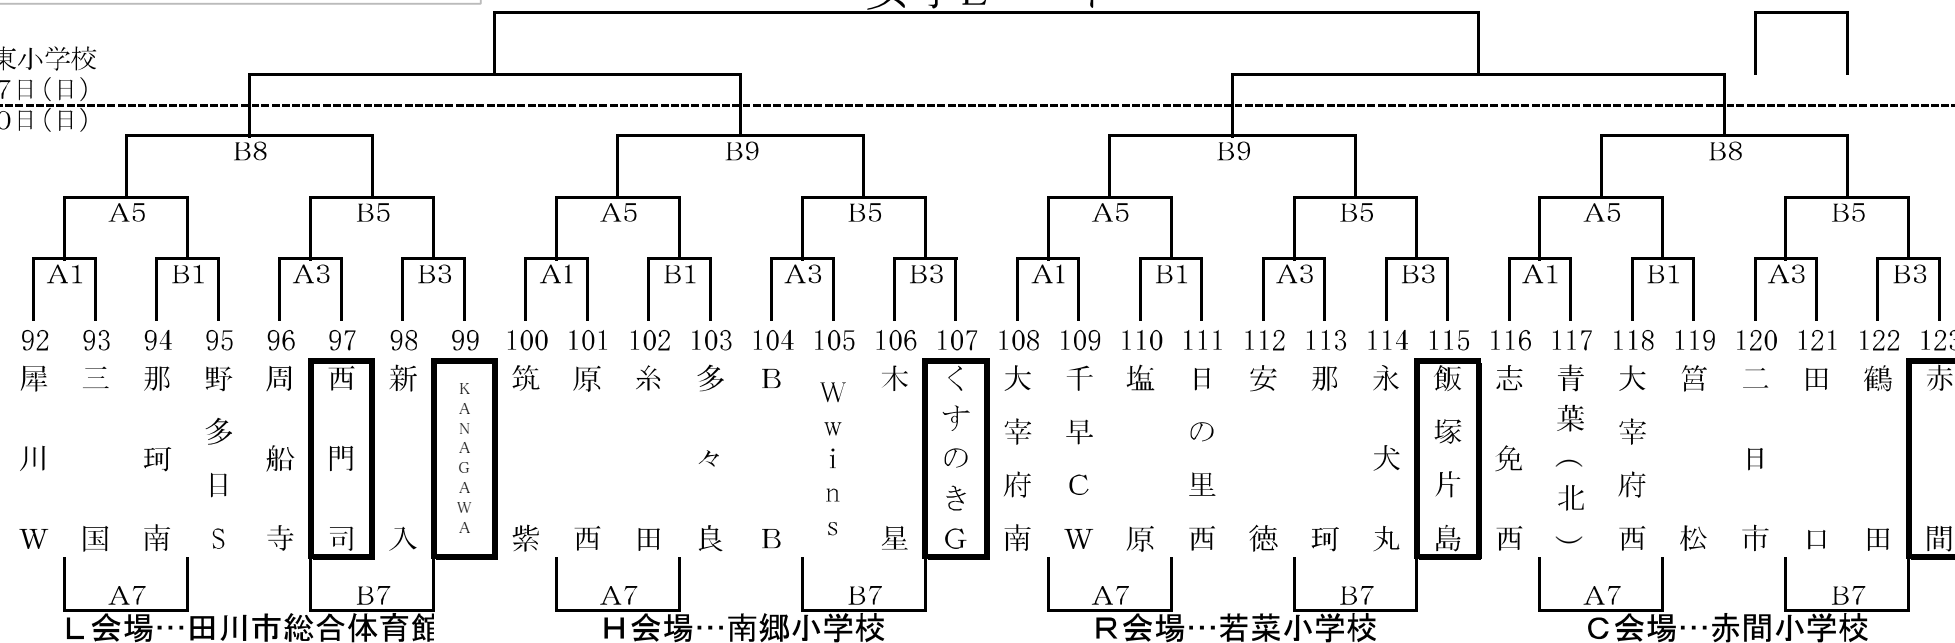 東小学校
7日(日)
0日(日)
B8 B9 B9 B8
A5 B5 A5 B5 A5 B5 A5 B5
A1 B1 A3 B3 A1 B1 A3 B3 A1 B1 A3 B3 A1 B1 A3 B3
92 93 94 95 96 97 98 99 100 101 102 103 104 105 106 107 108 109 110 111 112 113 114 115 116 117 118 119 120 121 122 123
犀川W
三国
那珂南
野多目S
周船寺
西門司
新入
KANAGAWA
筑紫
原西
糸田
多々良
BB
Wwins
木星
くすのきG
大宰府南
千早CW
塩原
日の里西
安徳
那珂
永犬丸
飯塚片島
志免西
青葉(北)
大宰府西
筥松
二日市
田口
鶴田
赤間
A7 B7 A7 B7 A7 B7 A7 B7
L会場…田川市総合体育館 H会場…南郷小学校 R会場…若菜小学校 C会場…赤間小学校